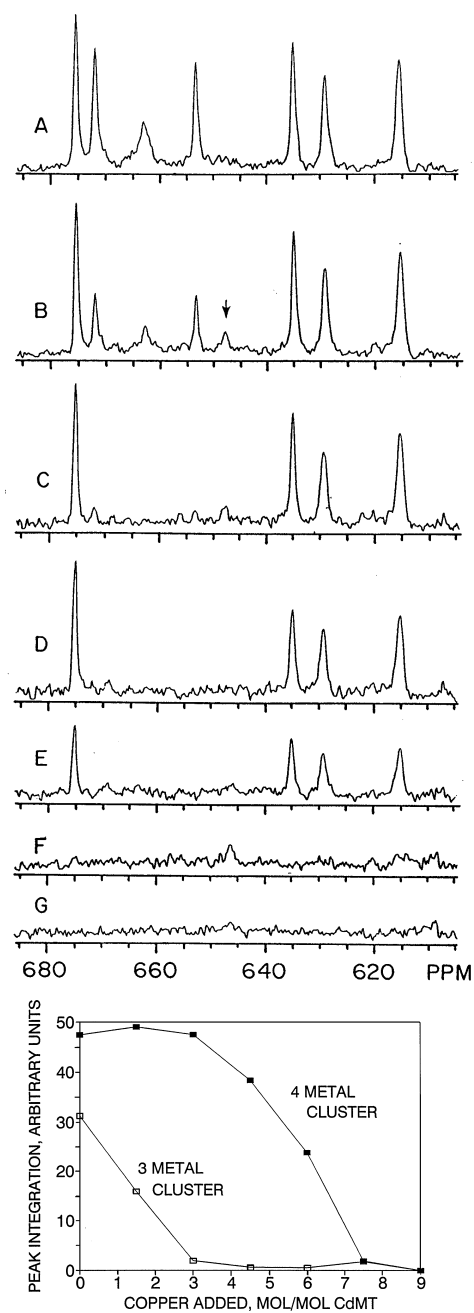 A
B
C
D
E
F
G
680 660 640 620 PPM
PEAK INTEGRATION, ARBITRARY UNITS
50
40
30
20
10
0
4 METAL
CLUSTER
3 METAL
CLUSTER
0 1 2 3 4 5 6 7 8 9
COPPER ADDED, MOL/MOL CdMT